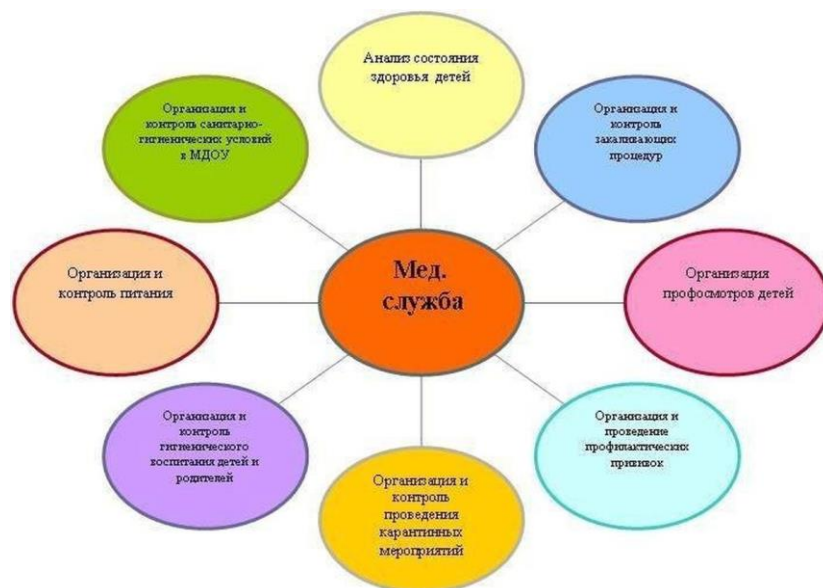 Анализ состояния
здоровья детей
Организация и
контроль санитарно-
гигиенических условий
в МДОУ
Организация и
контроль
закаливающих
процедур
Мед.
служба
Организация и
контроль питания
Организация
профосмотров детей
Организация и
контроль
гигиенического
воспитания детей и
родителей
Организация и
проведение
профилактических
прививок
Организация и
контроль
проведения
карантинных
мероприятий